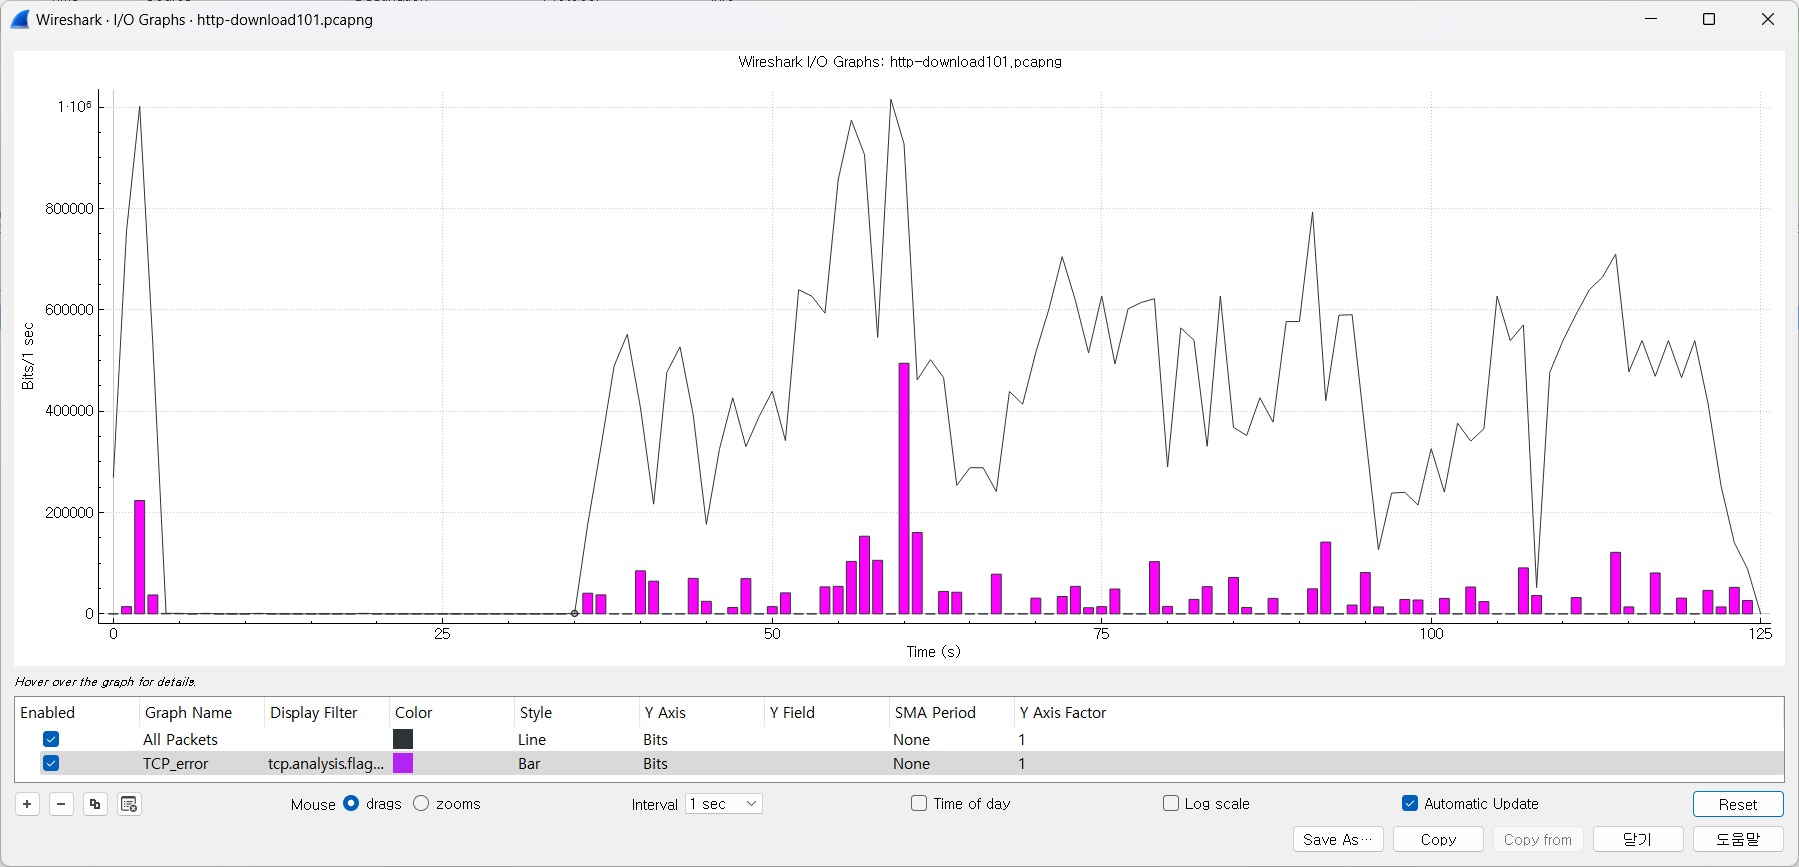 Wireshark · I/O Graphs · http-download101.pcapng
Wireshark I/O Graphs: http-download101.pcapng
1·10⁶
800000
600000
400000
200000
0
Bits/1 sec
0 25 50 75 100 125
Time (s)
Hover over the graph for details.
Enabled Graph Name Display Filter Color Style Y Axis Y Field SMA Period Y Axis Factor
All Packets Line Bits None 1
TCP_error tcp.analysis.flag... Bar Bits None 1
Mouse drags zooms Interval 1 sec Time of day Log scale Automatic Update Reset
Save As… Copy Copy from 닫기 도움말